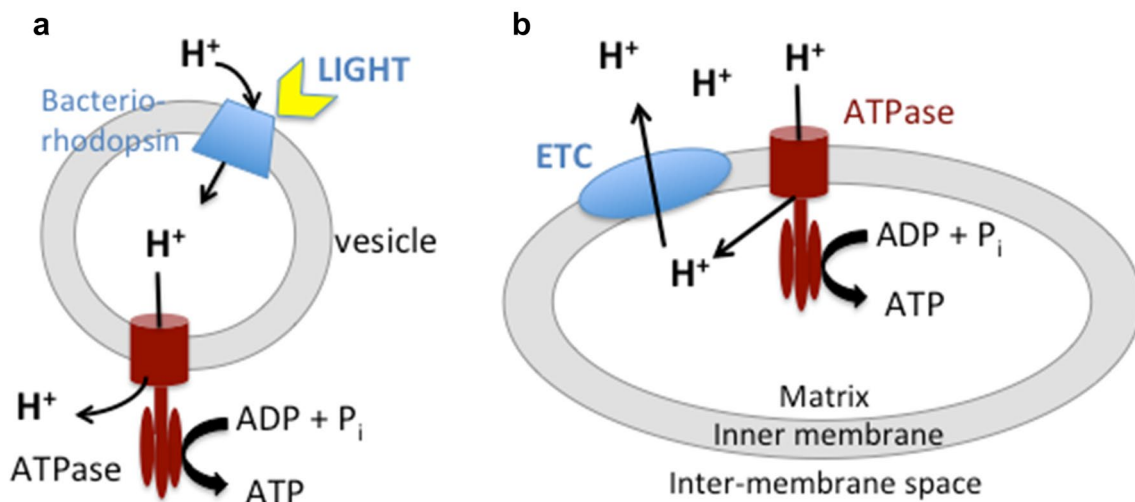 a
H⁺
LIGHT
Bacterio-
rhodopsin
H⁺
vesicle
H⁺
ADP + Pᵢ
ATPase
ATP
b
H⁺
H⁺
H⁺
ATPase
ETC
ADP + Pᵢ
H⁺
ATP
Matrix
Inner membrane
Inter-membrane space